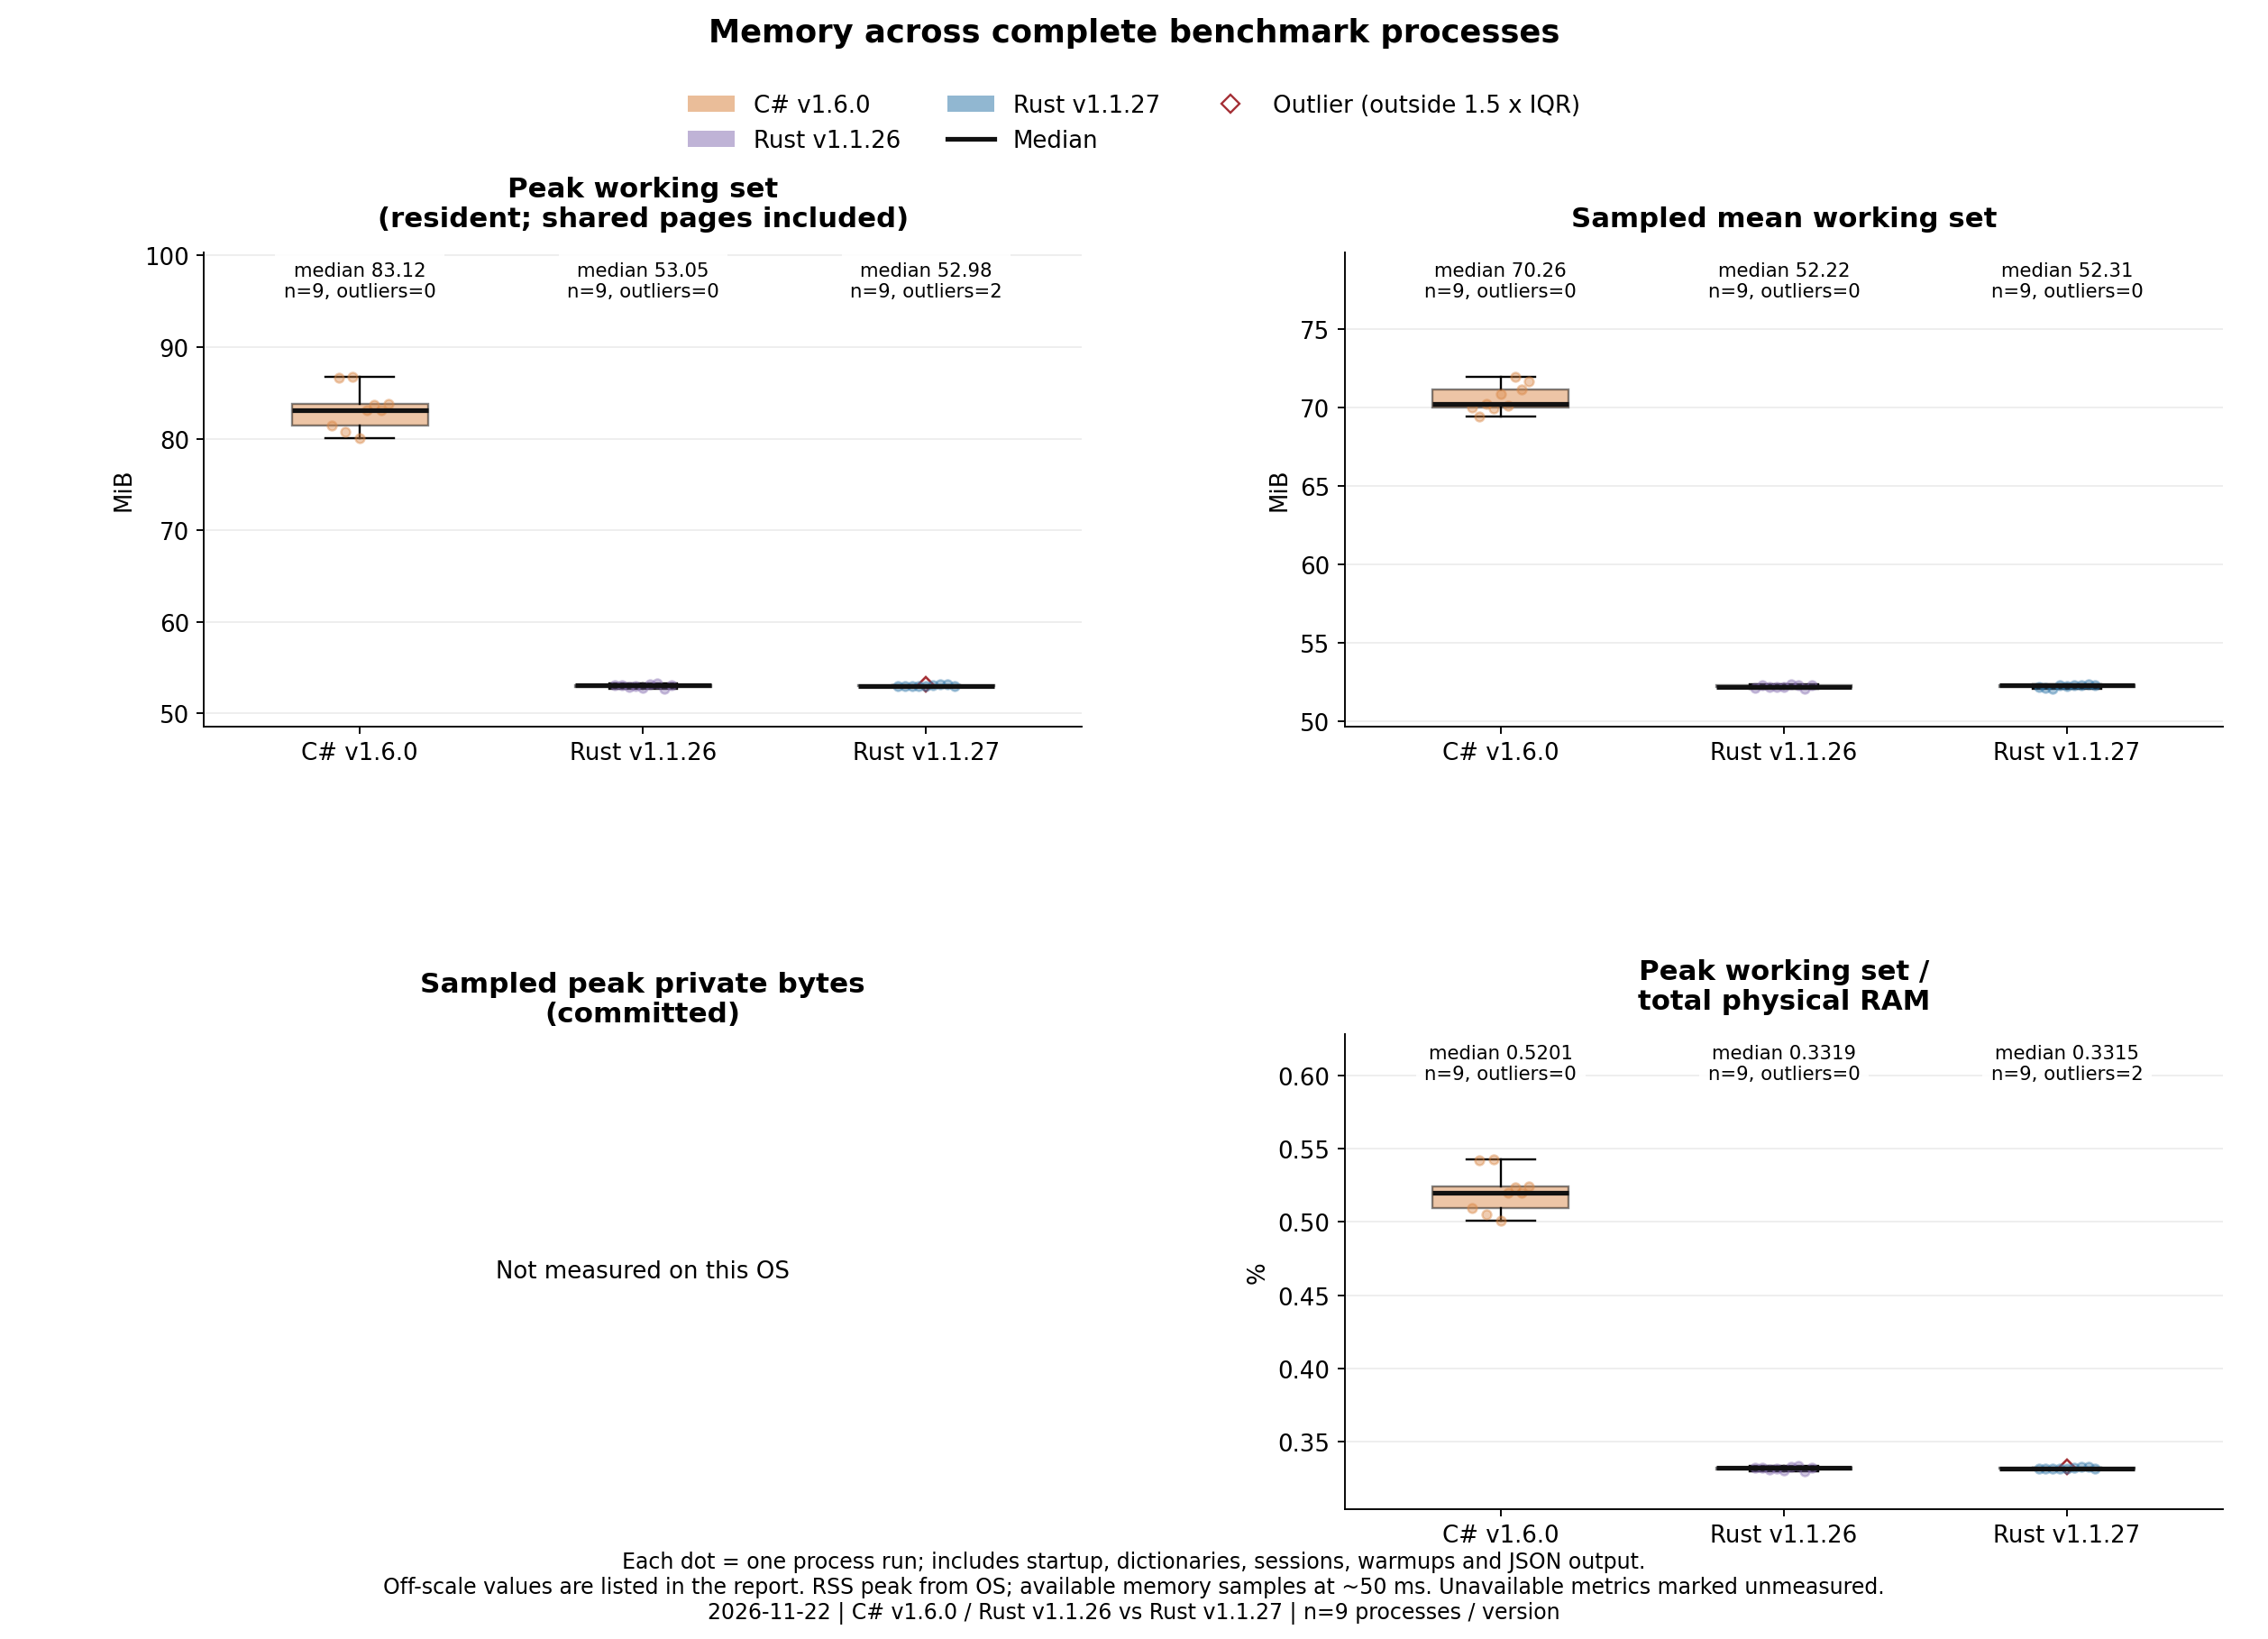 Memory across complete benchmark processes
C# v1.6.0
Rust v1.1.26
Rust v1.1.27
Median
Outlier (outside 1.5 x IQR)
Peak working set
(resident; shared pages included)
100
90
80
70
60
50
MiB
median 83.12
n=9, outliers=0
median 53.05
n=9, outliers=0
median 52.98
n=9, outliers=2
C# v1.6.0
Rust v1.1.26
Rust v1.1.27
Sampled mean working set
75
70
65
60
55
50
MiB
median 70.26
n=9, outliers=0
median 52.22
n=9, outliers=0
median 52.31
n=9, outliers=0
C# v1.6.0
Rust v1.1.26
Rust v1.1.27
Sampled peak private bytes
(committed)
Not measured on this OS
Peak working set /
total physical RAM
0.60
0.55
0.50
0.45
0.40
0.35
%
median 0.5201
n=9, outliers=0
median 0.3319
n=9, outliers=0
median 0.3315
n=9, outliers=2
C# v1.6.0
Rust v1.1.26
Rust v1.1.27
Each dot = one process run; includes startup, dictionaries, sessions, warmups and JSON output.
Off-scale values are listed in the report. RSS peak from OS; available memory samples at ~50 ms. Unavailable metrics marked unmeasured.
2026-11-22 | C# v1.6.0 / Rust v1.1.26 vs Rust v1.1.27 | n=9 processes / version